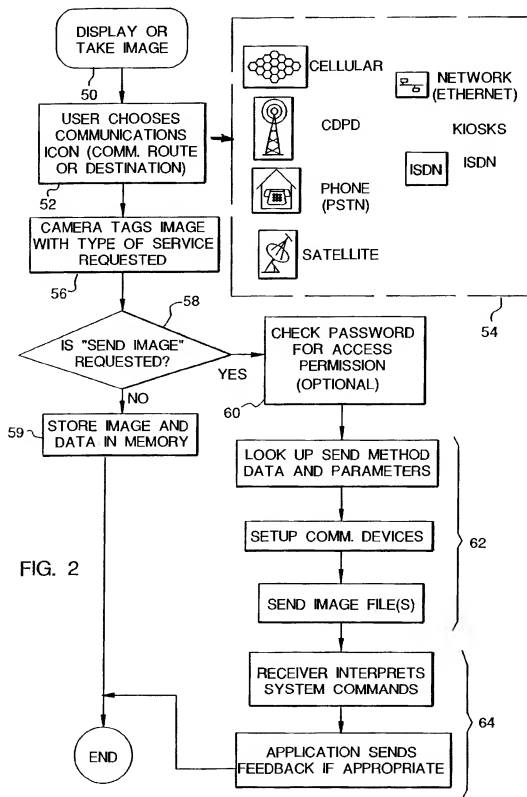 DISPLAY OR
TAKE IMAGE
50
USER CHOOSES
COMMUNICATIONS
ICON (COMM. ROUTE
OR DESTINATION)
52
CELLULAR
CDPD
PHONE
(PSTN)
SATELLITE
NETWORK
(ETHERNET)
KIOSKS
ISDN
ISDN
54
CAMERA TAGS IMAGE
WITH TYPE OF SERVICE
REQUESTED
56
58
IS "SEND IMAGE"
REQUESTED?
YES
NO
59
STORE IMAGE AND
DATA IN MEMORY
CHECK PASSWORD
FOR ACCESS
PERMISSION
(OPTIONAL)
60
LOOK UP SEND METHOD
DATA AND PARAMETERS
SETUP COMM. DEVICES
SEND IMAGE FILE(S)
62
FIG. 2
RECEIVER INTERPRETS
SYSTEM COMMANDS
APPLICATION SENDS
FEEDBACK IF APPROPRIATE
64
END